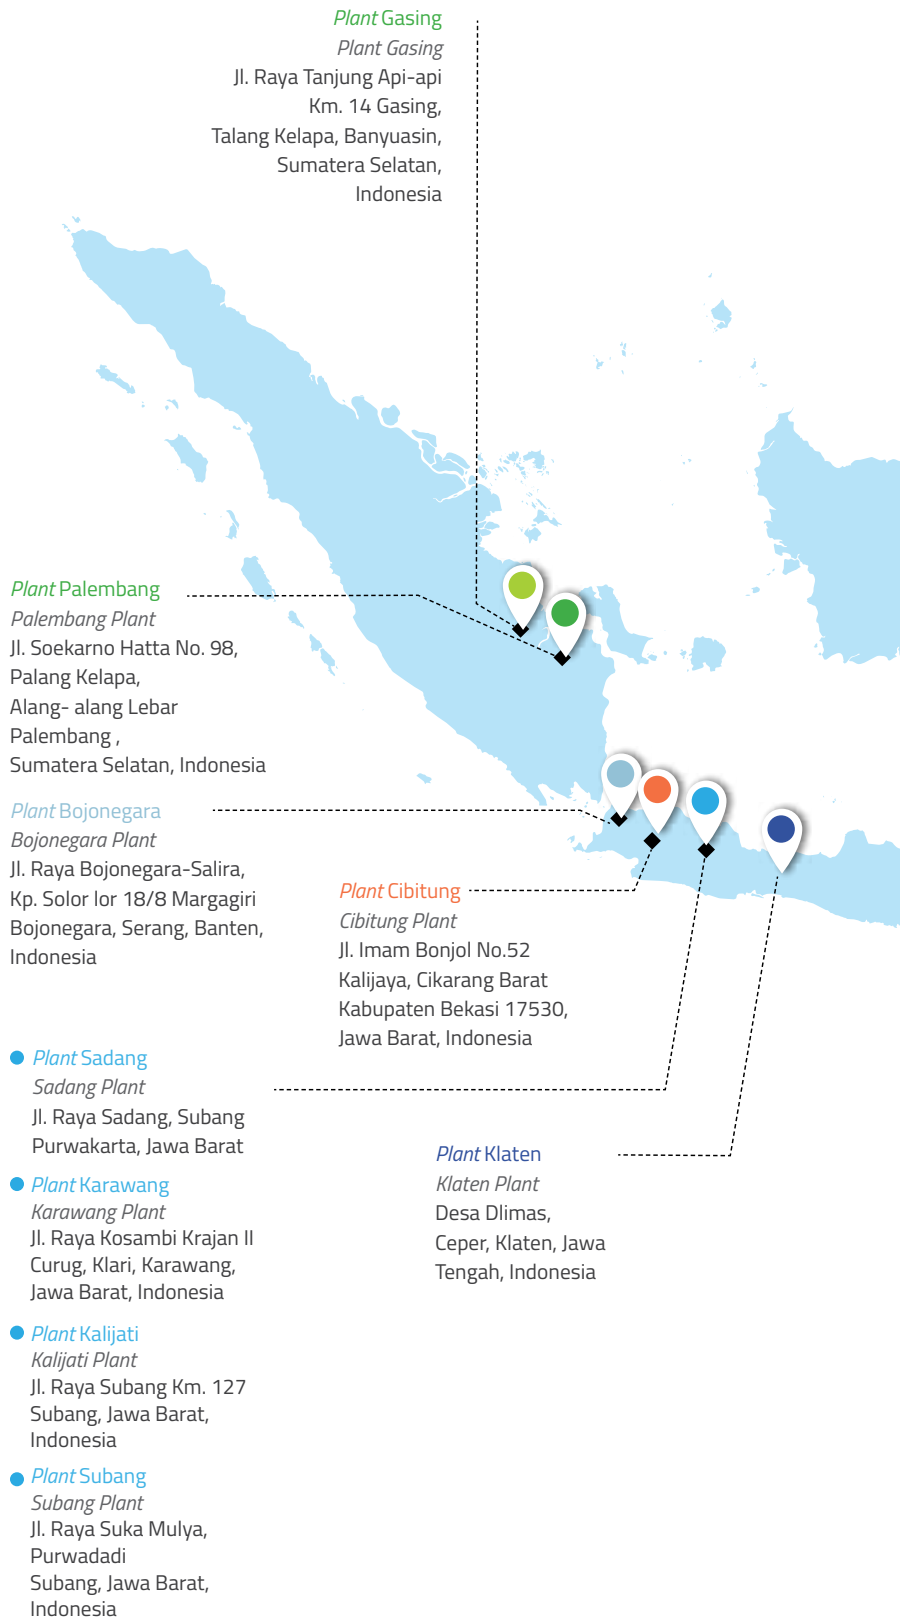 Plant Gasing
Plant Gasing
Jl. Raya Tanjung Api-api
Km. 14 Gasing,
Talang Kelapa, Banyuasin,
Sumatera Selatan,
Indonesia
Plant Palembang
Palembang Plant
Jl. Soekarno Hatta No. 98,
Palang Kelapa,
Alang- alang Lebar
Palembang ,
Sumatera Selatan, Indonesia
Plant Bojonegara
Bojonegara Plant
Jl. Raya Bojonegara-Salira,
Kp. Solor lor 18/8 Margagiri
Bojonegara, Serang, Banten,
Indonesia
Plant Cibitung
Cibitung Plant
Jl. Imam Bonjol No.52
Kalijaya, Cikarang Barat
Kabupaten Bekasi 17530,
Jawa Barat, Indonesia
Plant Sadang
Sadang Plant
Jl. Raya Sadang, Subang
Purwakarta, Jawa Barat
Plant Klaten
Klaten Plant
Desa Dlimas,
Ceper, Klaten, Jawa
Tengah, Indonesia
Plant Karawang
Karawang Plant
Jl. Raya Kosambi Krajan II
Curug, Klari, Karawang,
Jawa Barat, Indonesia
Plant Kalijati
Kalijati Plant
Jl. Raya Subang Km. 127
Subang, Jawa Barat,
Indonesia
Plant Subang
Subang Plant
Jl. Raya Suka Mulya,
Purwadadi
Subang, Jawa Barat,
Indonesia